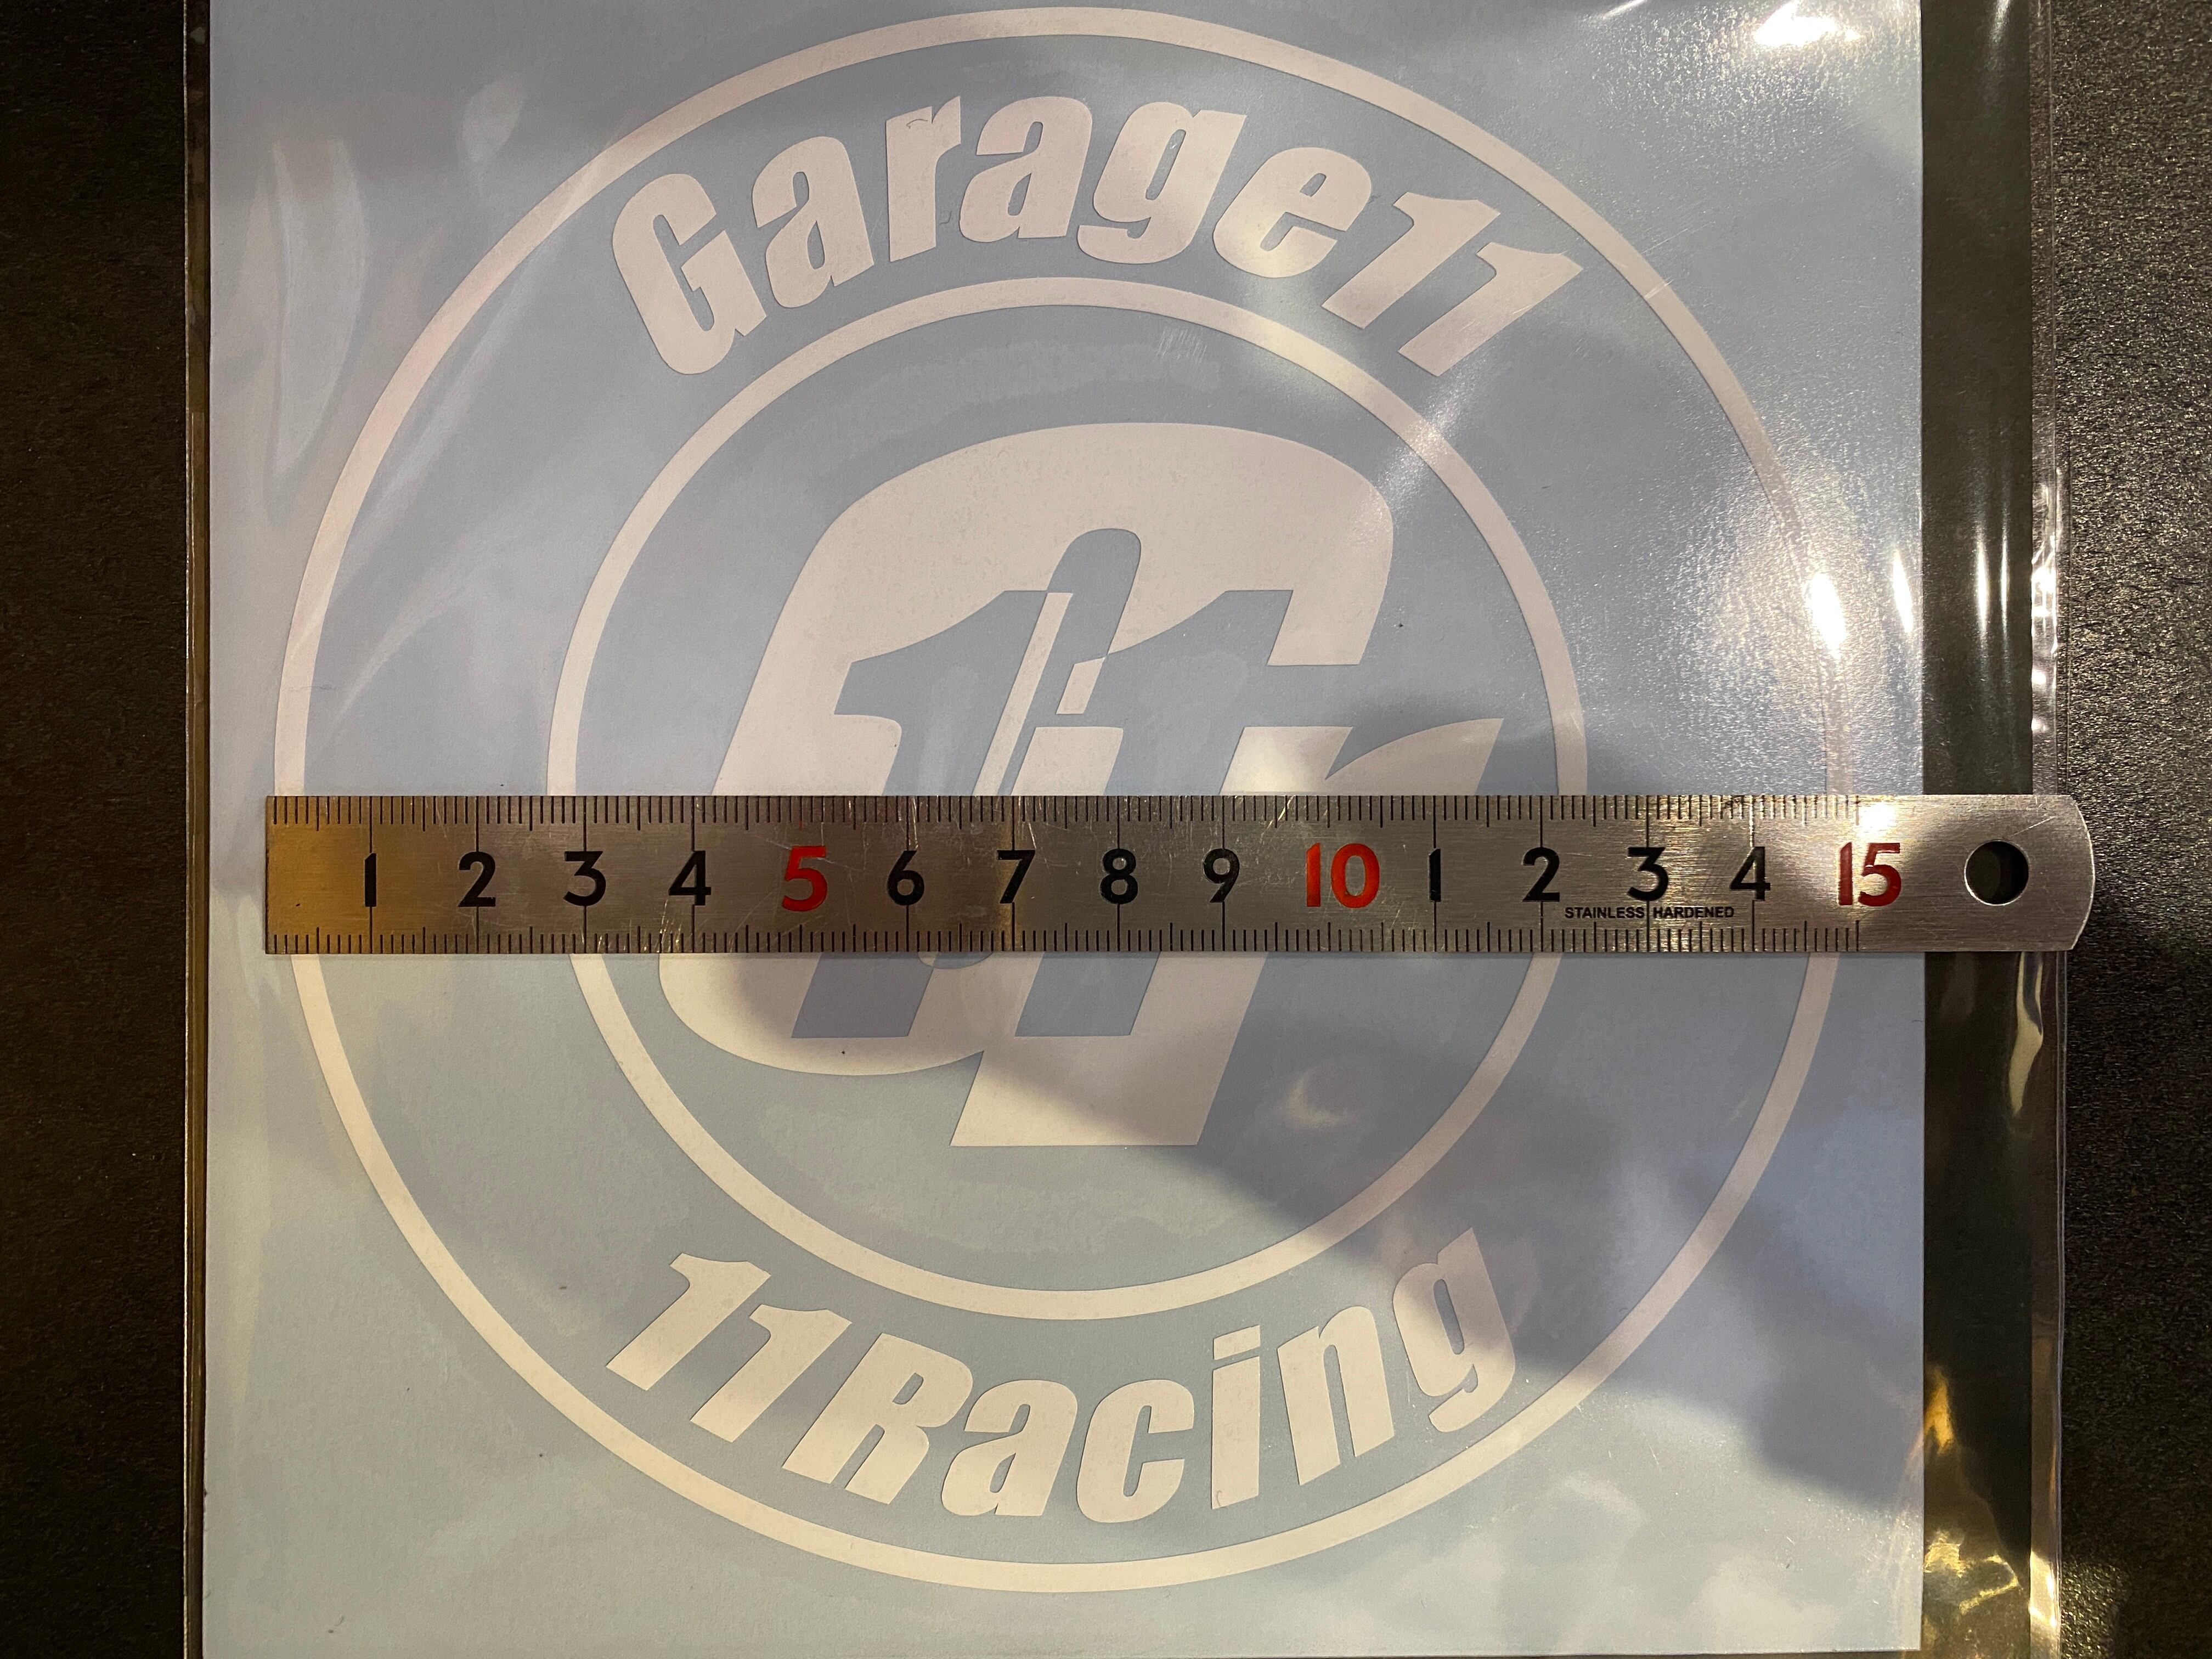 Garage11
1 2 3 4 5 6 7 8 9 10 1 2 3 4 15
STAINLESS HARDENED
11Racing